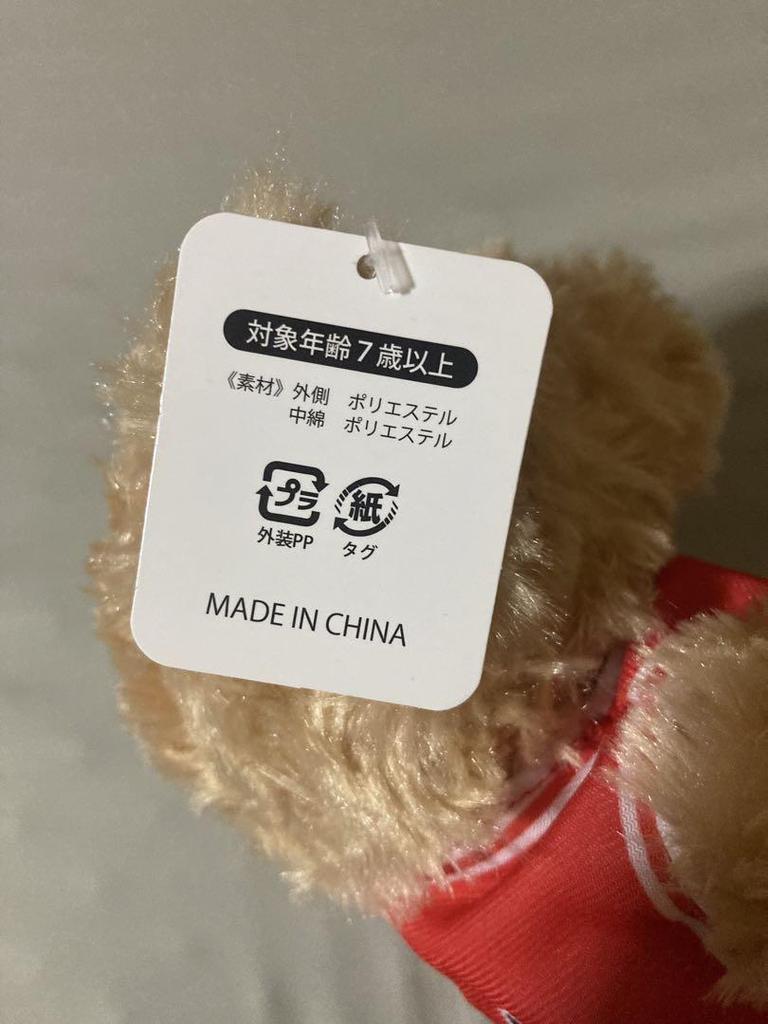 対象年齢7歳以上
《素材》外側 ポリエステル
中綿 ポリエステル
プラ 紙
外装PP タグ
MADE IN CHINA